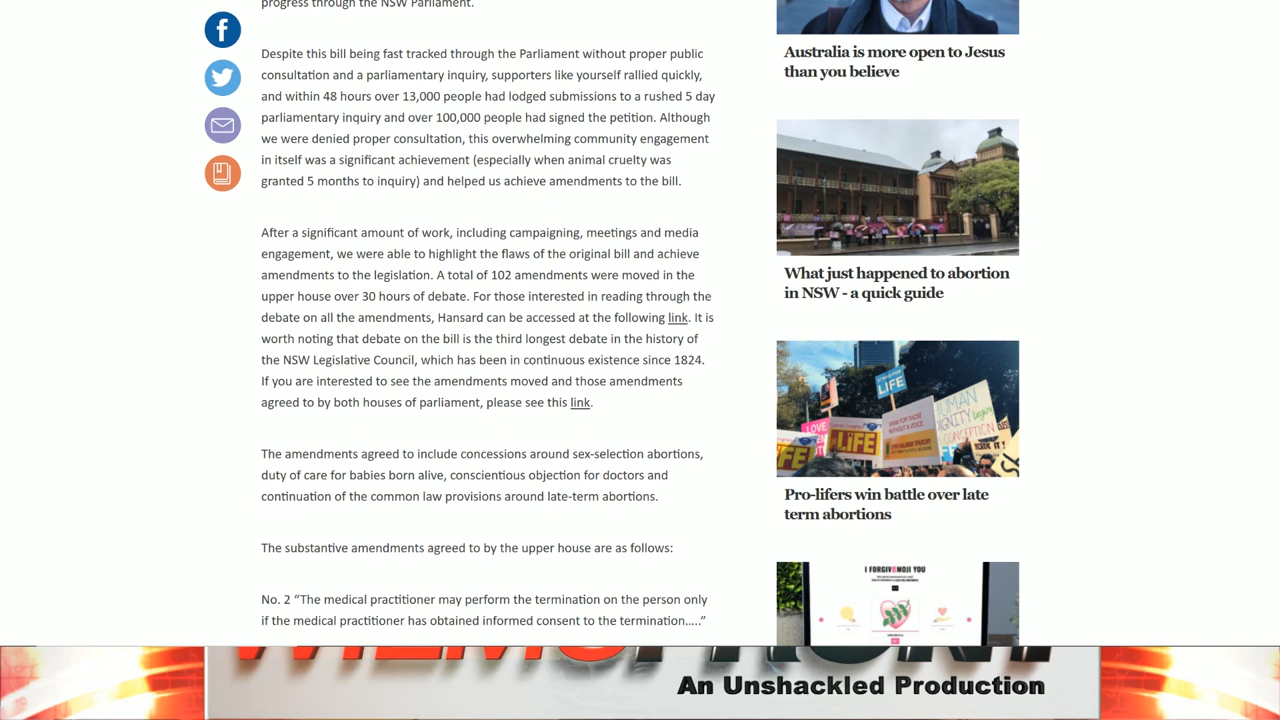 progress through the NSW Parliament.
Despite this bill being fast tracked through the Parliament without proper public
consultation and a parliamentary inquiry, supporters like yourself rallied quickly,
and within 48 hours over 13,000 people had lodged submissions to a rushed 5 day
parliamentary inquiry and over 100,000 people had signed the petition. Although
we were denied proper consultation, this overwhelming community engagement
in itself was a significant achievement (especially when animal cruelty was
granted 5 months to inquiry) and helped us achieve amendments to the bill.
After a significant amount of work, including campaigning, meetings and media
engagement, we were able to highlight the flaws of the original bill and achieve
amendments to the legislation. A total of 102 amendments were moved in the
upper house over 30 hours of debate. For those interested in reading through the
debate on all the amendments, Hansard can be accessed at the following link. It is
worth noting that debate on the bill is the third longest debate in the history of
the NSW Legislative Council, which has been in continuous existence since 1824.
If you are interested to see the amendments moved and those amendments
agreed to by both houses of parliament, please see this link.
The amendments agreed to include concessions around sex-selection abortions,
duty of care for babies born alive, conscientious objection for doctors and
continuation of the common law provisions around late-term abortions.
The substantive amendments agreed to by the upper house are as follows:
No. 2 “The medical practitioner may perform the termination on the person only
if the medical practitioner has obtained informed consent to the termination.....”
Australia is more open to Jesus
than you believe
What just happened to abortion
in NSW - a quick guide
LIFE
LOVE
LIFE
HUMAN
DIGNITY
CONCEPTION
Pro-lifers win battle over late
term abortions
I FORGIVEMOJI YOU
An Unshackled Production